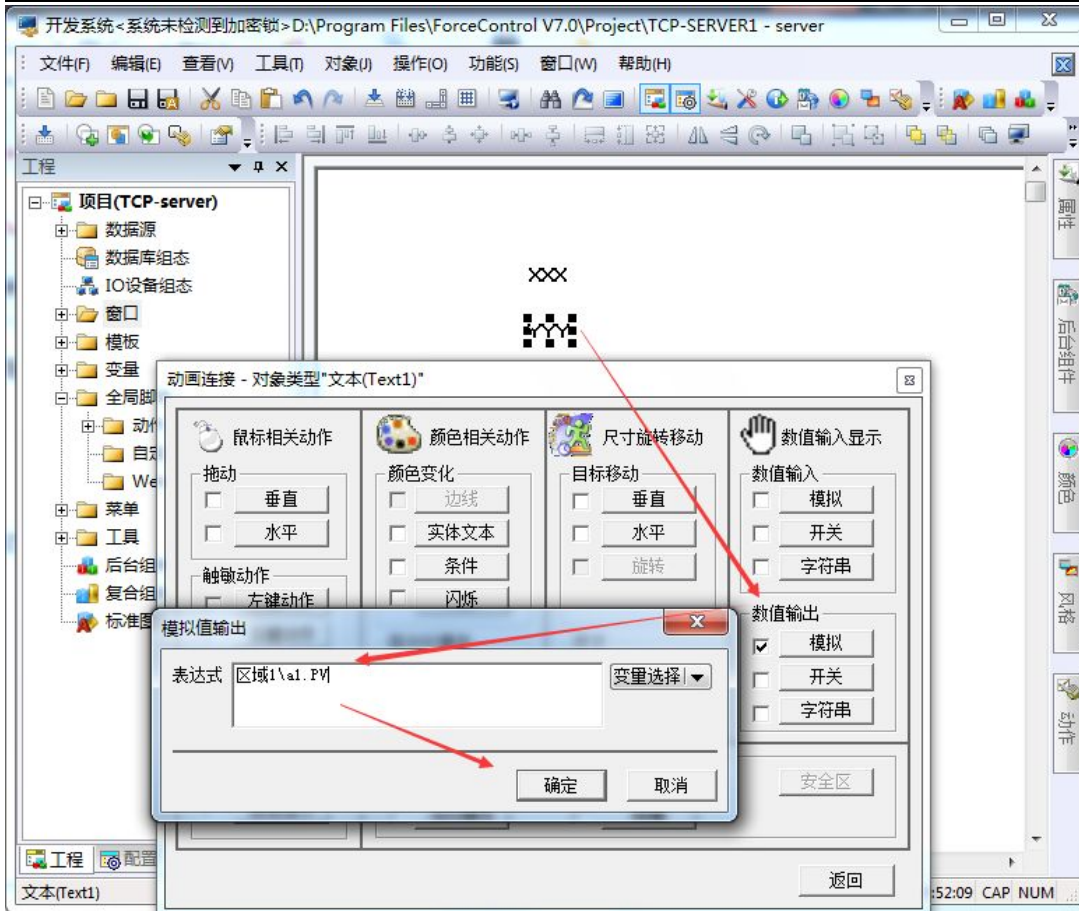 开发系统<系统未检测到加密锁>D:\Program Files\ForceControl V7.0\Project\TCP-SERVER1 - server
文件(F) 编辑(E) 查看(V) 工具(T) 对象(J) 操作(O) 功能(S) 窗口(W) 帮助(H)
工程
项目(TCP-server)
数据源
数据库组态
IO设备组态
窗口
模板
变量
全局脚
动作
自定
We
菜单
工具
后台组
复合组
标准图
XXX
YYY
属性
后台组件
颜色
风格
动作
动画连接 - 对象类型"文本(Text1)"
鼠标相关动作 颜色相关动作 尺寸旋转移动 数值输入显示
拖动 颜色变化 目标移动 数值输入
垂直 边线 垂直 模拟
水平 实体文本 水平 开关
条件 旋转 字符串
触敏动作
左键动作 闪烁
数值输出
模拟
开关
字符串
模拟值输出
表达式 区域1\a1.PV 变量选择
确定 取消
安全区
返回
工程 配置
文本(Text1) :52:09 CAP NUM